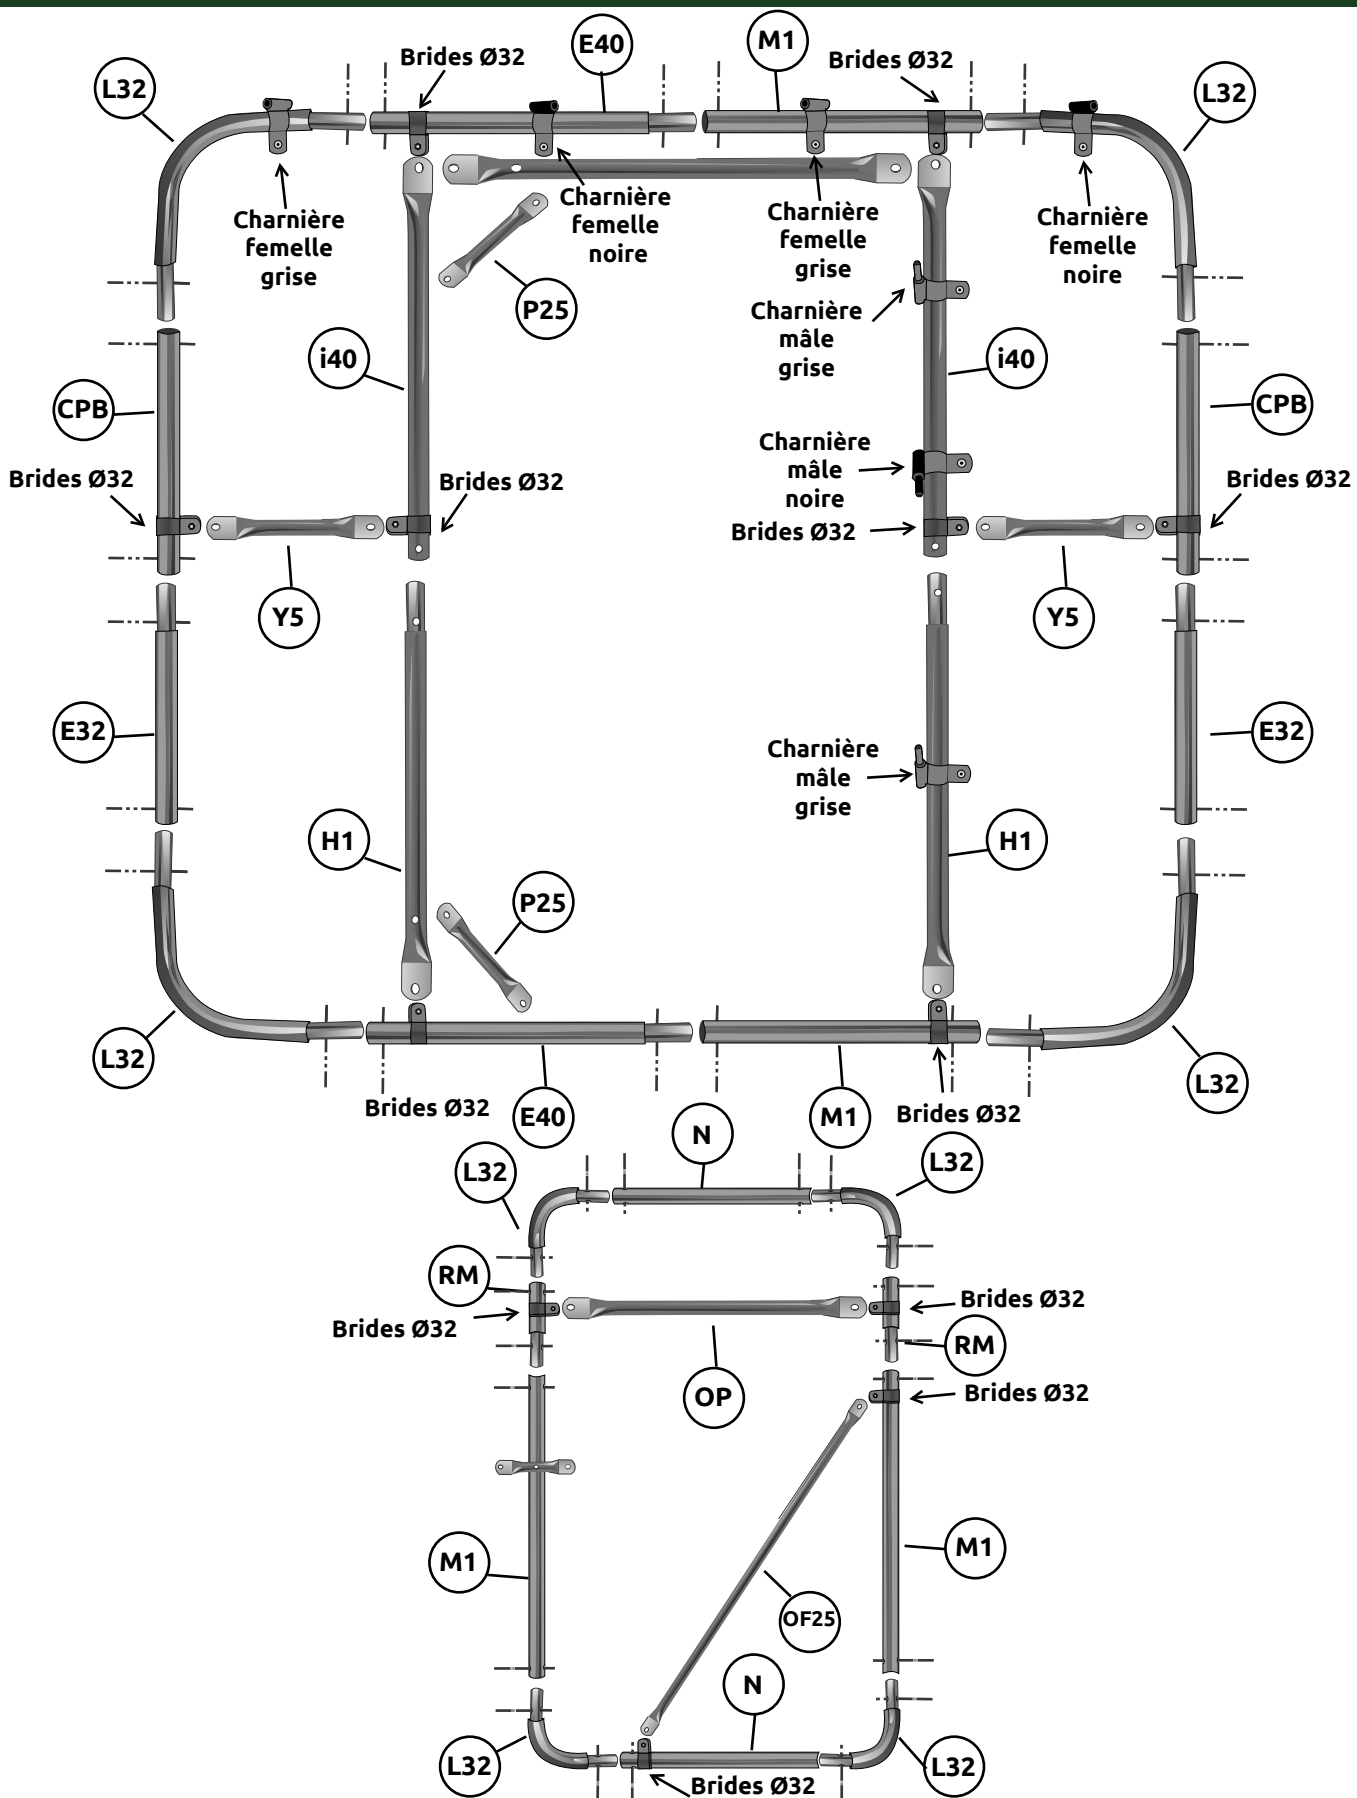 E40
M1
Brides Ø32
Brides Ø32
L32
L32
Charnière
femelle
grise
Charnière
femelle
noire
Charnière
femelle
grise
Charnière
femelle
noire
P25
Charnière
mâle
grise
i40
i40
CPB
CPB
Charnière
mâle
noire
Brides Ø32
Brides Ø32
Brides Ø32
Brides Ø32
Y5
Y5
E32
E32
Charnière
mâle
grise
H1
H1
P25
L32
L32
Brides Ø32
E40
M1
Brides Ø32
N
L32
L32
RM
Brides Ø32
Brides Ø32
RM
OP
Brides Ø32
M1
M1
OF25
N
L32
L32
Brides Ø32